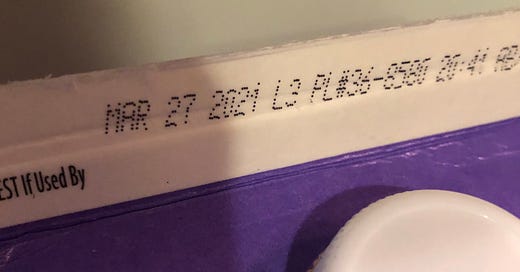 MAR 27 2021 L3 PL#36-8580 20:41
EST If Used By